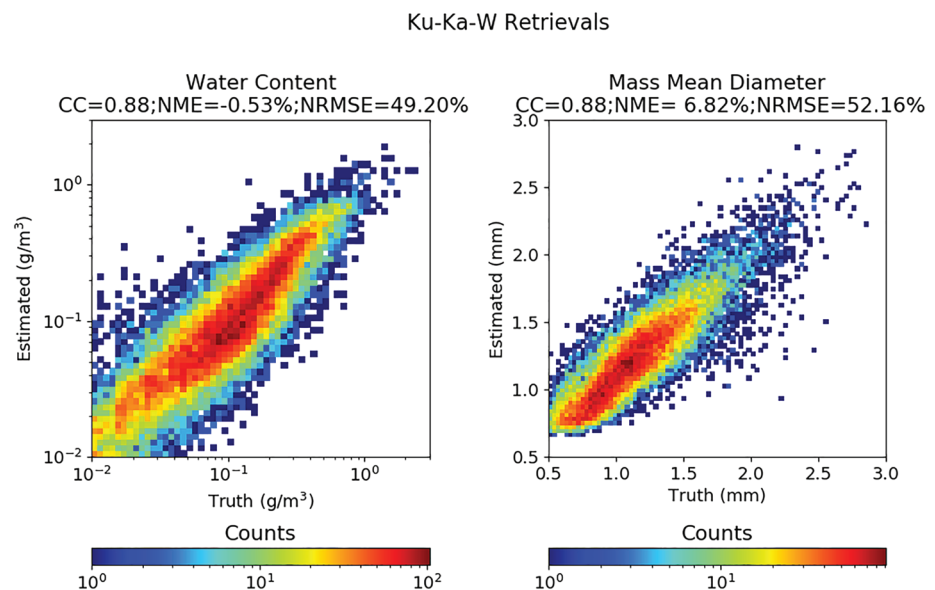 Ku-Ka-W Retrievals
Water Content
CC=0.88;NME=-0.53%;NRMSE=49.20%
Mass Mean Diameter
CC=0.88;NME= 6.82%;NRMSE=52.16%
10⁰
10⁻¹
10⁻²
Estimated (g/m³)
10⁻² 10⁻¹ 10⁰
Truth (g/m³)
3.0
2.5
2.0
1.5
1.0
0.5
Estimated (mm)
0.5 1.0 1.5 2.0 2.5 3.0
Truth (mm)
Counts
10⁰ 10¹ 10²
Counts
10⁰ 10¹